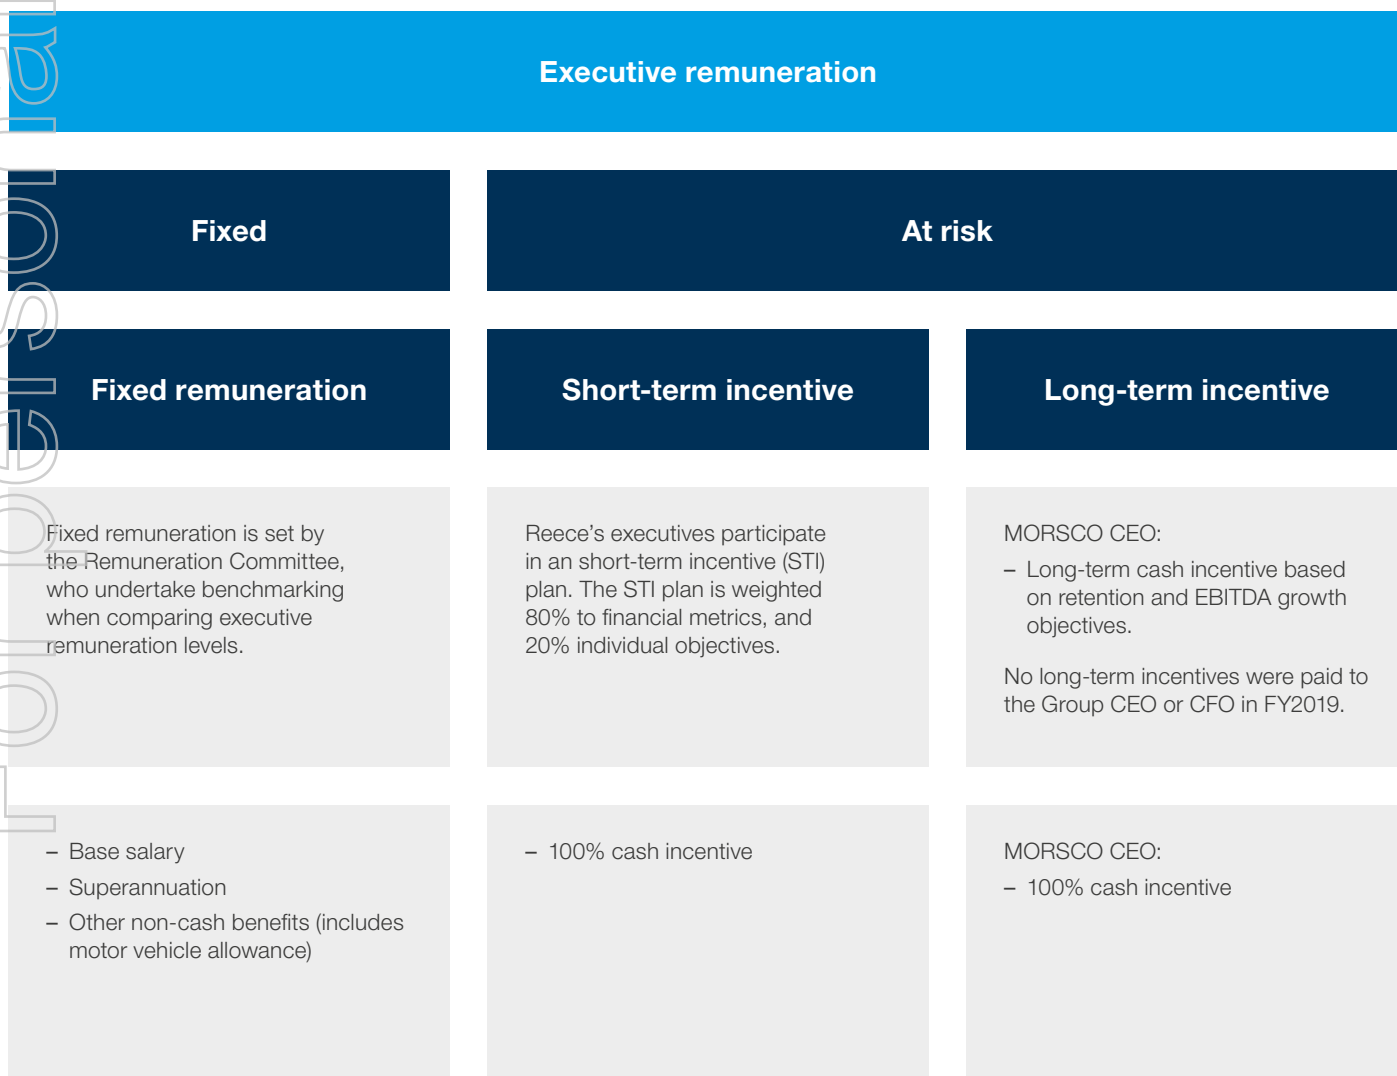 Executive remuneration
Fixed
At risk
Fixed remuneration
Short-term incentive
Long-term incentive
Fixed remuneration is set by
the Remuneration Committee,
who undertake benchmarking
when comparing executive
remuneration levels.
Reece's executives participate
in an short-term incentive (STI)
plan. The STI plan is weighted
80% to financial metrics, and
20% individual objectives.
MORSCO CEO:
– Long-term cash incentive based
on retention and EBITDA growth
objectives.
No long-term incentives were paid to
the Group CEO or CFO in FY2019.
– Base salary
– Superannuation
– Other non-cash benefits (includes
motor vehicle allowance)
– 100% cash incentive
MORSCO CEO:
– 100% cash incentive
For personal